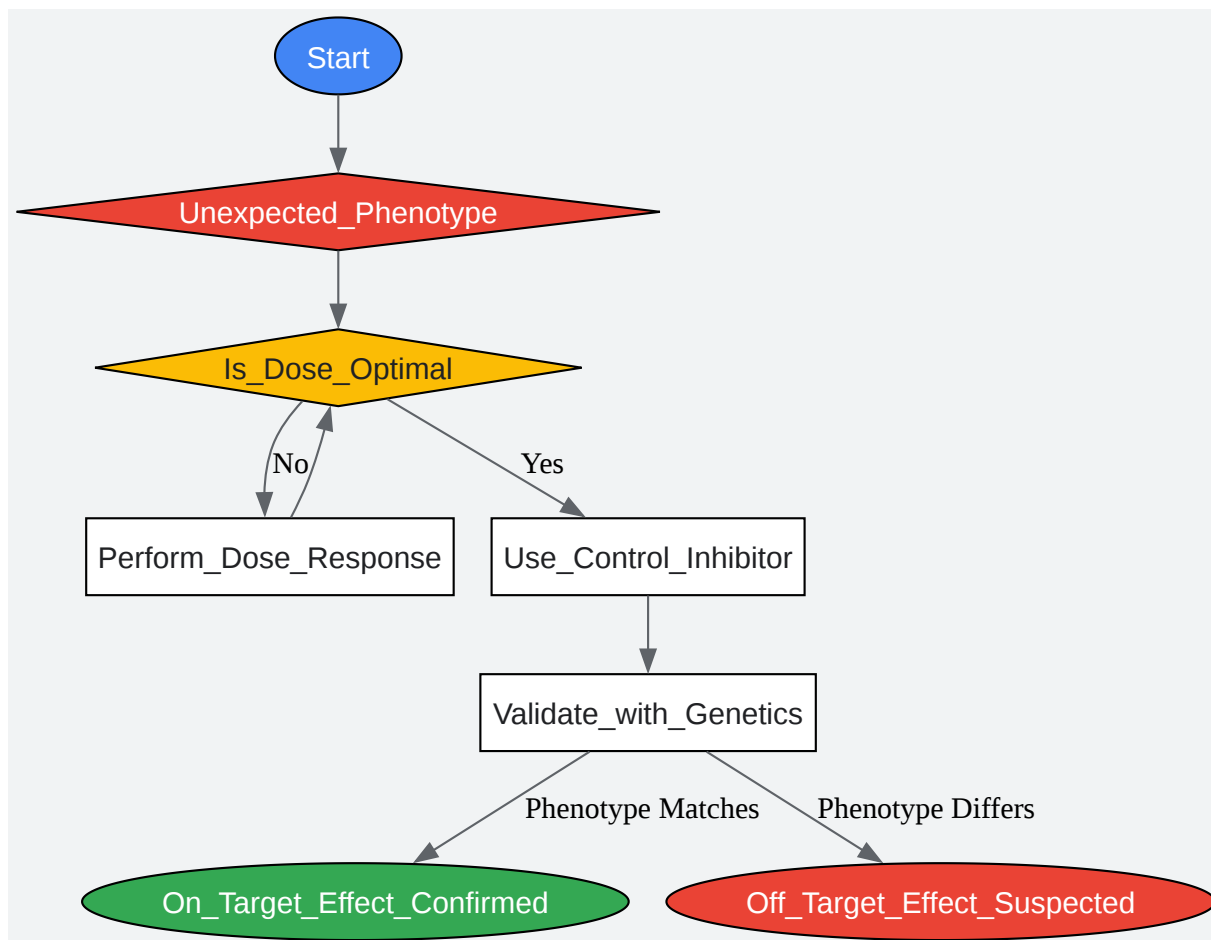 Start
Unexpected_Phenotype
Is_Dose_Optimal
No
Yes
Perform_Dose_Response
Use_Control_Inhibitor
Validate_with_Genetics
Phenotype Matches
Phenotype Differs
On_Target_Effect_Confirmed
Off_Target_Effect_Suspected